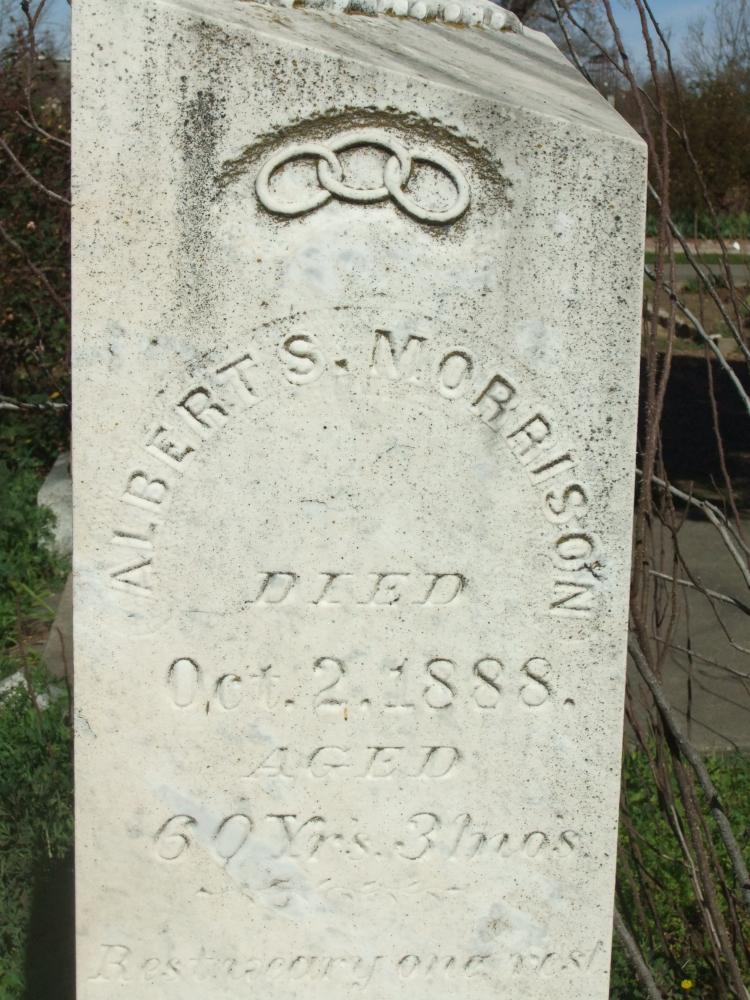 ALBERT S. MORRISON
DIED
Oct. 2. 1888.
AGED
60 Yrs. 3 mos.
Rest weary one rest